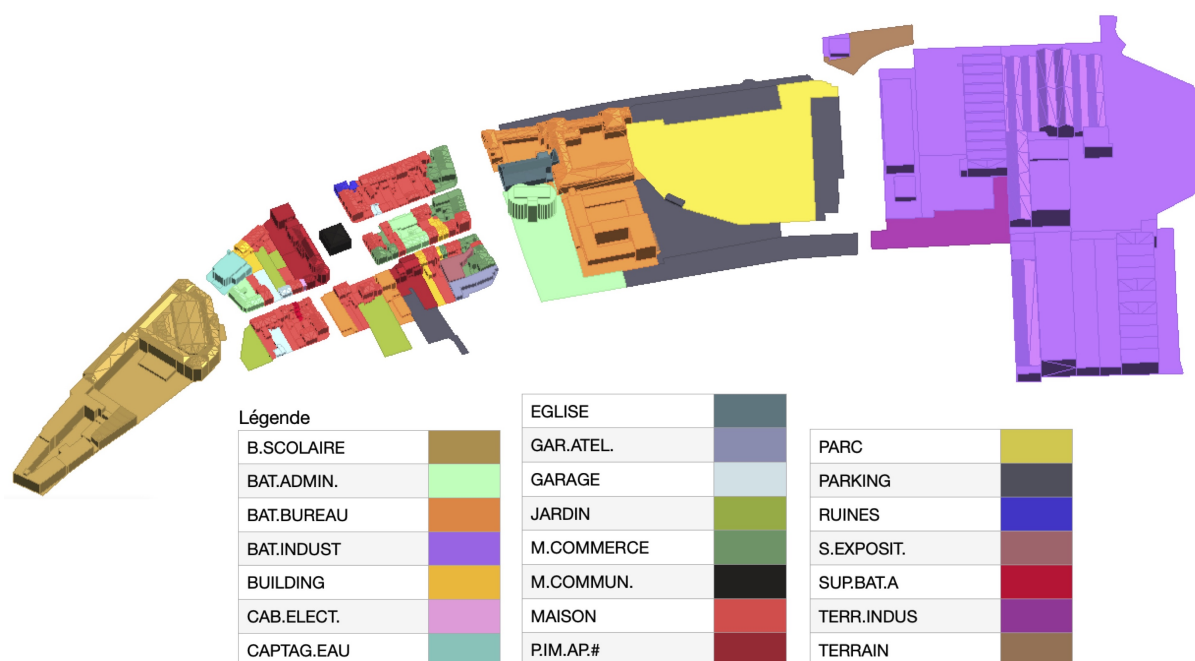 Légende
B.SCOLAIRE
BAT.ADMIN.
BAT.BUREAU
BAT.INDUST
BUILDING
CAB.ELECT.
CAPTAG.EAU
EGLISE
GAR.ATEL.
GARAGE
JARDIN
M.COMMERCE
M.COMMUN.
MAISON
P.IM.AP.#
PARC
PARKING
RUINES
S.EXPOSIT.
SUP.BAT.A
TERR.INDUS
TERRAIN